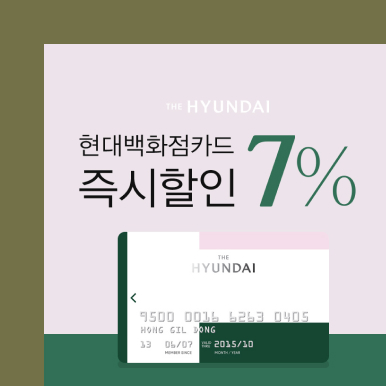 THE HYUNDAI
현대백화점카드
즉시할인 7%
THE
HYUNDAI
9500 0016 6263 0405
HONG GIL DONG
13 06/07 VALID THRU 2015/10
MEMBER SINCE MONTH / YEAR